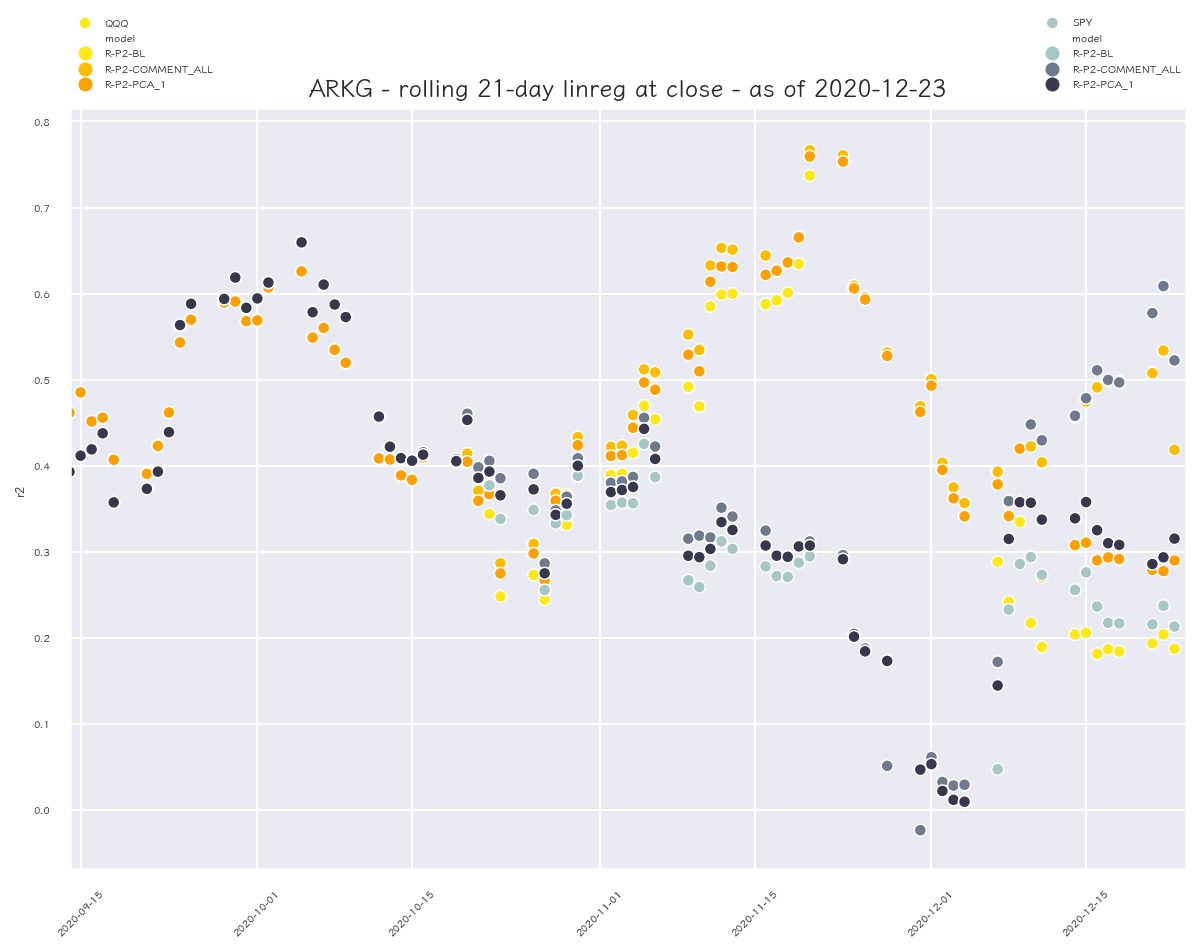 QQQ
model
R-P2-BL
R-P2-COMMENT_ALL
R-P2-PCA_1
SPY
model
R-P2-BL
R-P2-COMMENT_ALL
R-P2-PCA_1
ARKG - rolling 21-day linreg at close - as of 2020-12-23
0.8
0.7
0.6
0.5
0.4
0.3
0.2
0.1
0.0
r2
2020-09-15
2020-10-01
2020-10-15
2020-11-01
2020-11-15
2020-12-01
2020-12-15